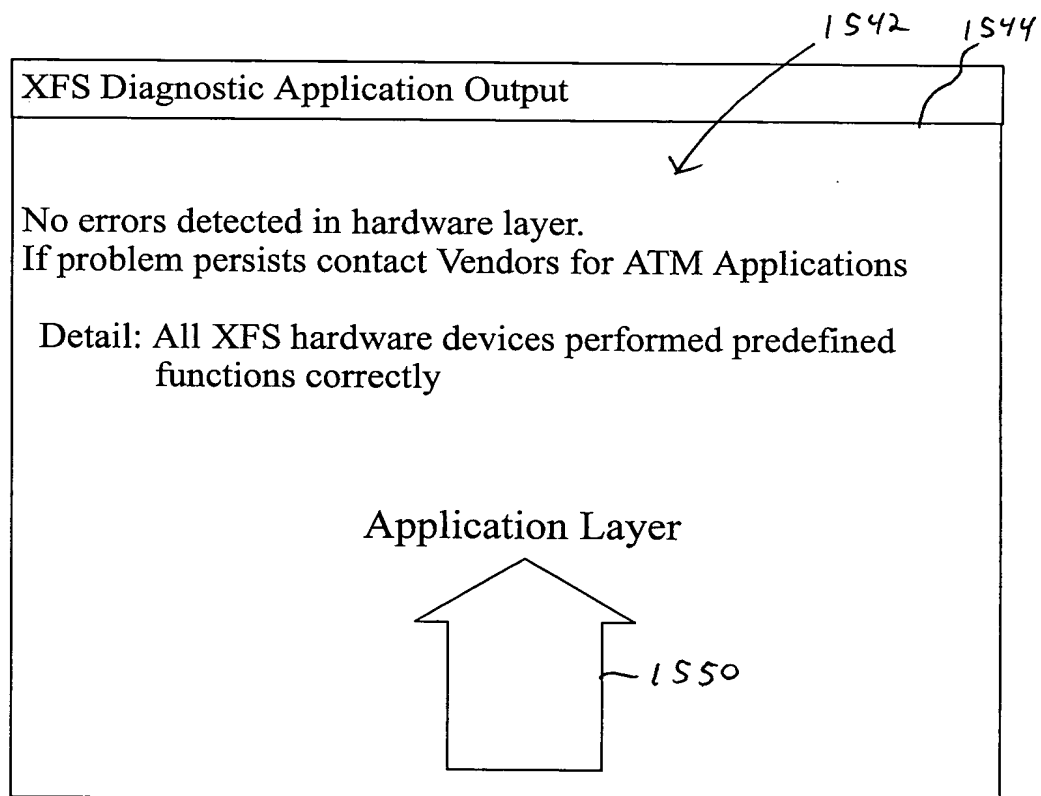 1542 1544
XFS Diagnostic Application Output
No errors detected in hardware layer.
If problem persists contact Vendors for ATM Applications
Detail: All XFS hardware devices performed predefined
functions correctly
Application Layer
1550